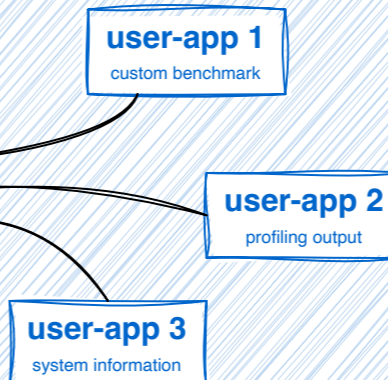 user-app 1
custom benchmark
user-app 2
profiling output
user-app 3
system information